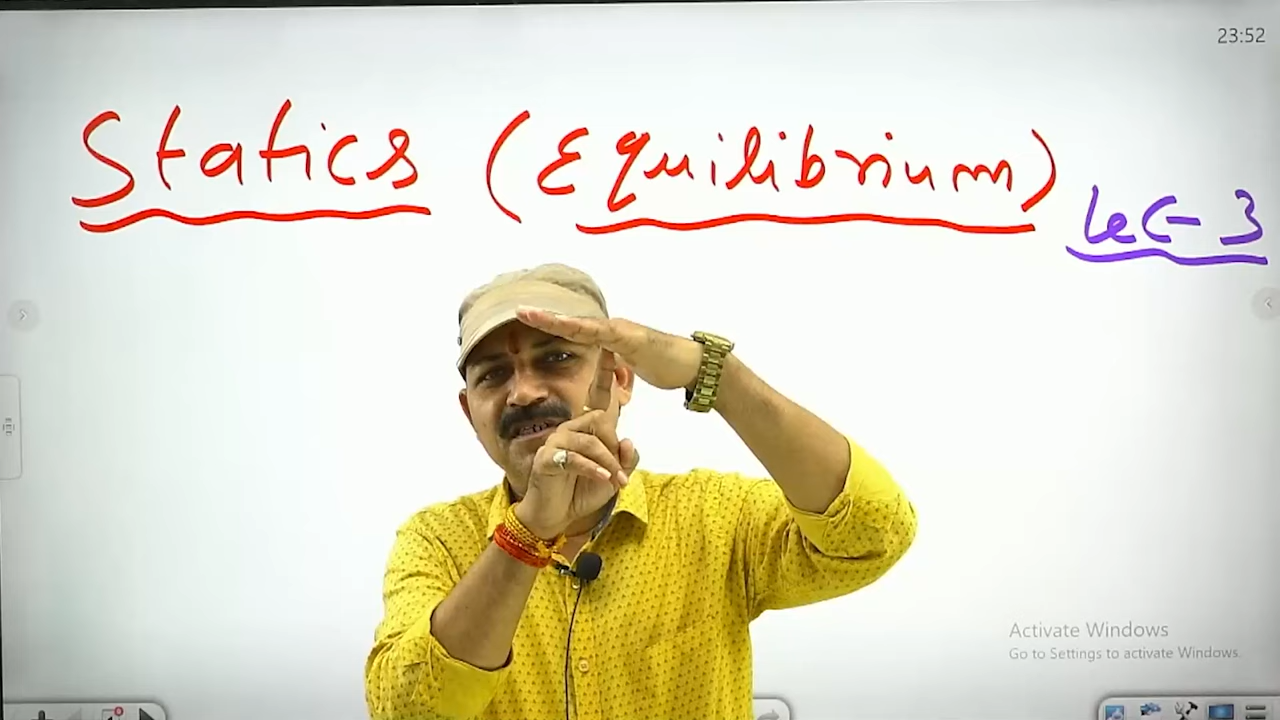 23:52
Statics (Equilibrium)
lec-3
Activate Windows
Go to Settings to activate Windows.